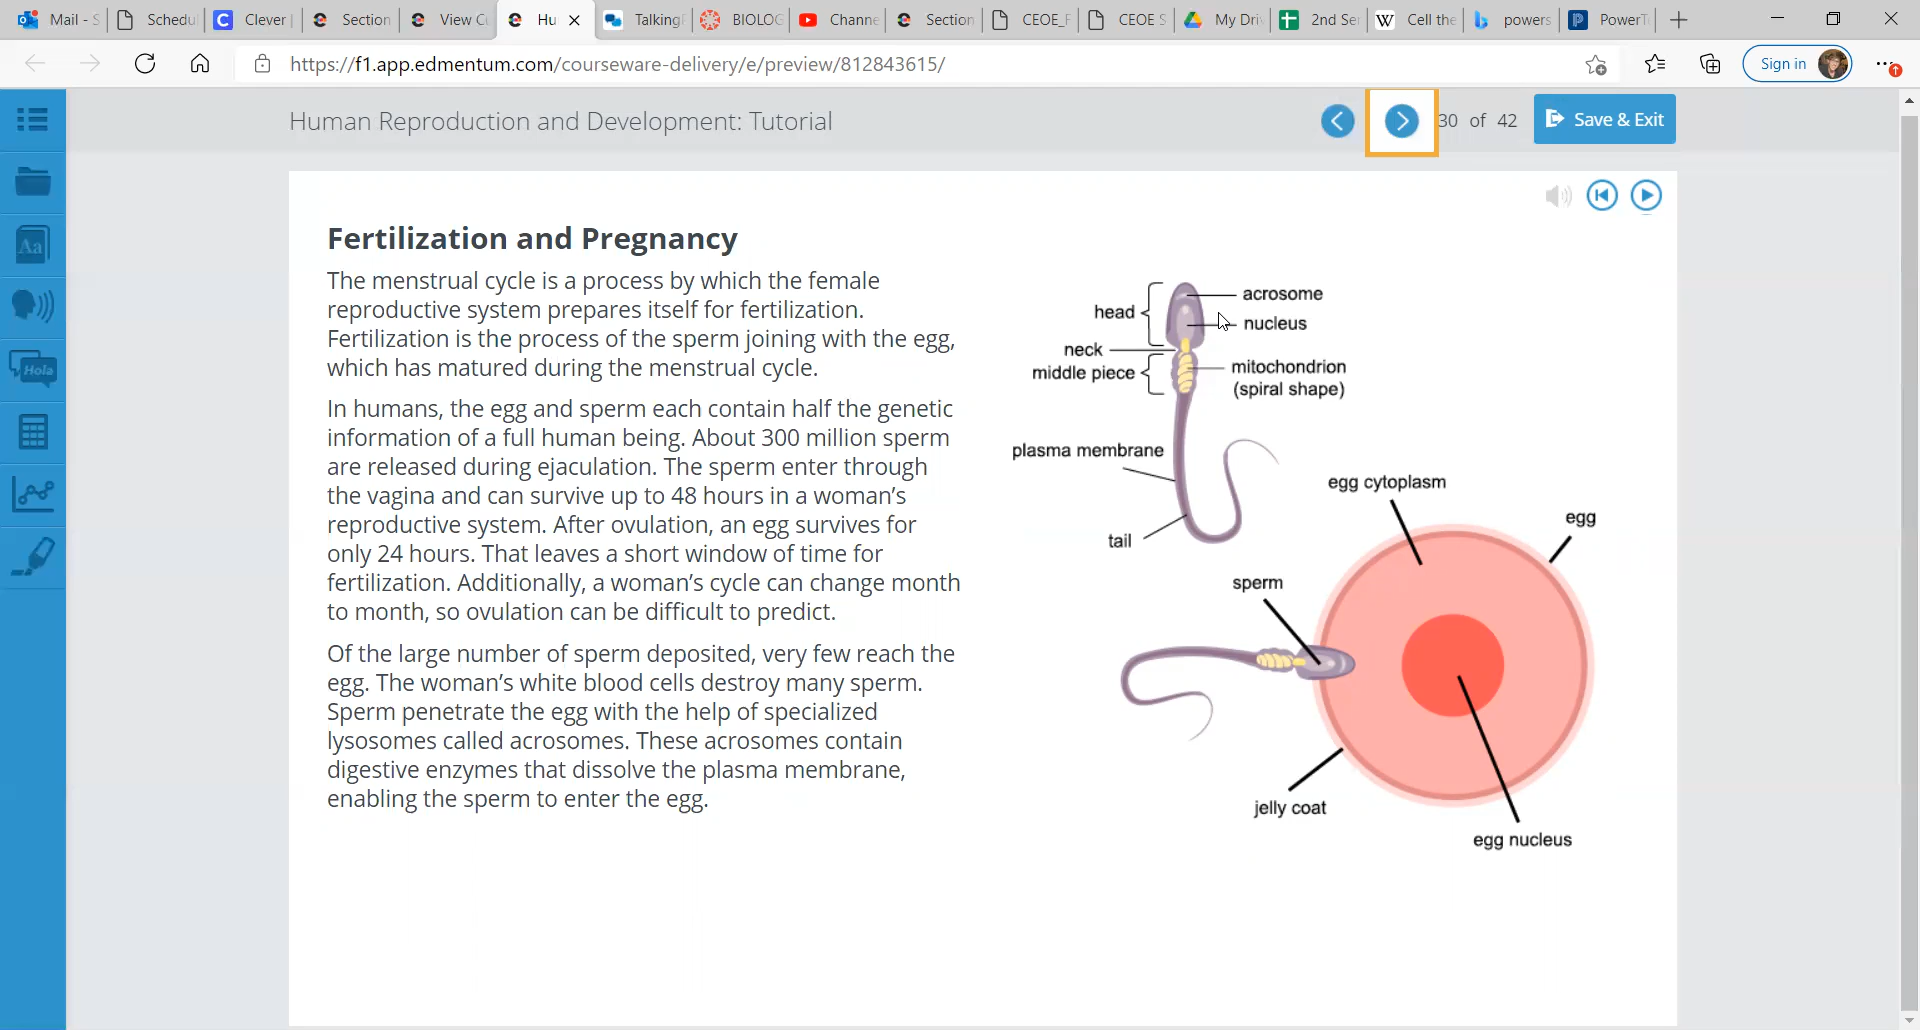 Mail - S
Schedul
Clever |
Section
View Cu
Hu
Talking
BIOLOG
Channe
Section
CEOE_F
CEOE S
My Driv
2nd Se
Cell the
powers
PowerT
https://f1.app.edmentum.com/courseware-delivery/e/preview/812843615/
Sign in
Human Reproduction and Development: Tutorial
30 of 42
Save & Exit
Aa
Hola
Fertilization and Pregnancy
The menstrual cycle is a process by which the female
reproductive system prepares itself for fertilization.
Fertilization is the process of the sperm joining with the egg,
which has matured during the menstrual cycle.
In humans, the egg and sperm each contain half the genetic
information of a full human being. About 300 million sperm
are released during ejaculation. The sperm enter through
the vagina and can survive up to 48 hours in a woman's
reproductive system. After ovulation, an egg survives for
only 24 hours. That leaves a short window of time for
fertilization. Additionally, a woman's cycle can change month
to month, so ovulation can be difficult to predict.
Of the large number of sperm deposited, very few reach the
egg. The woman's white blood cells destroy many sperm.
Sperm penetrate the egg with the help of specialized
lysosomes called acrosomes. These acrosomes contain
digestive enzymes that dissolve the plasma membrane,
enabling the sperm to enter the egg.
head
acrosome
nucleus
neck
middle piece
mitochondrion
(spiral shape)
plasma membrane
tail
egg cytoplasm
egg
sperm
jelly coat
egg nucleus